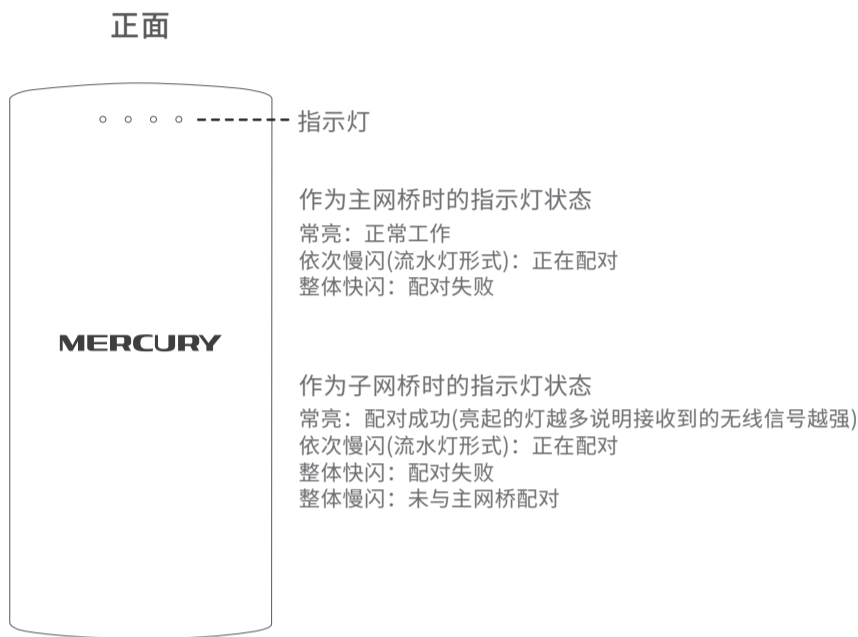 正面
指示灯
作为主网桥时的指示灯状态
常亮：正常工作
依次慢闪(流水灯形式)：正在配对
整体快闪：配对失败
MERCURY
作为子网桥时的指示灯状态
常亮：配对成功(亮起的灯越多说明接收到的无线信号越强)
依次慢闪(流水灯形式)：正在配对
整体快闪：配对失败
整体慢闪：未与主网桥配对